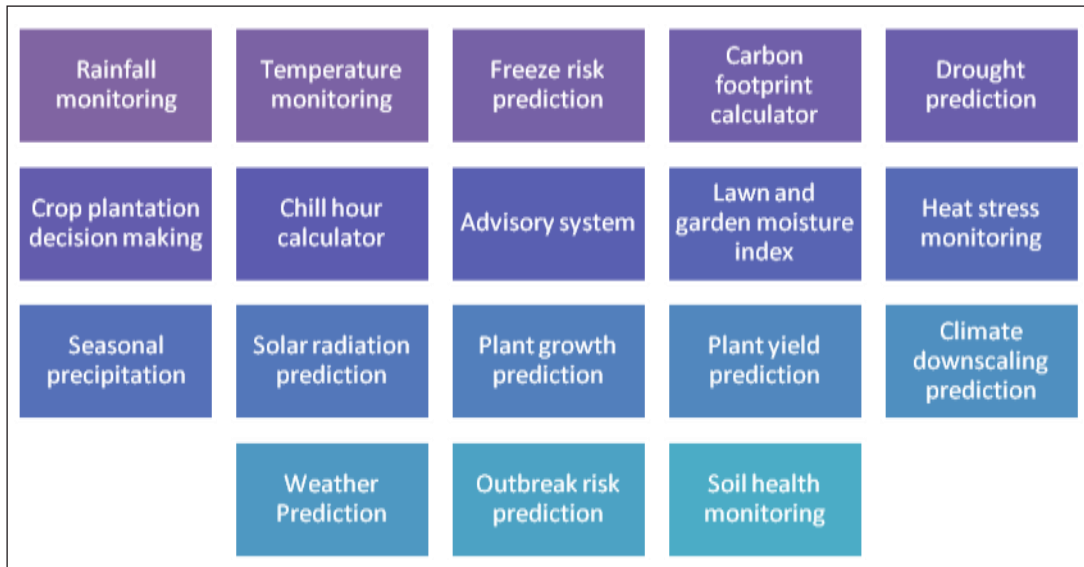 Rainfall
monitoring
Temperature
monitoring
Freeze risk
prediction
Carbon
footprint
calculator
Drought
prediction
Crop plantation
decision making
Chill hour
calculator
Advisory system
Lawn and
garden moisture
index
Heat stress
monitoring
Seasonal
precipitation
Solar radiation
prediction
Plant growth
prediction
Plant yield
prediction
Climate
downscaling
prediction
Weather
Prediction
Outbreak risk
prediction
Soil health
monitoring